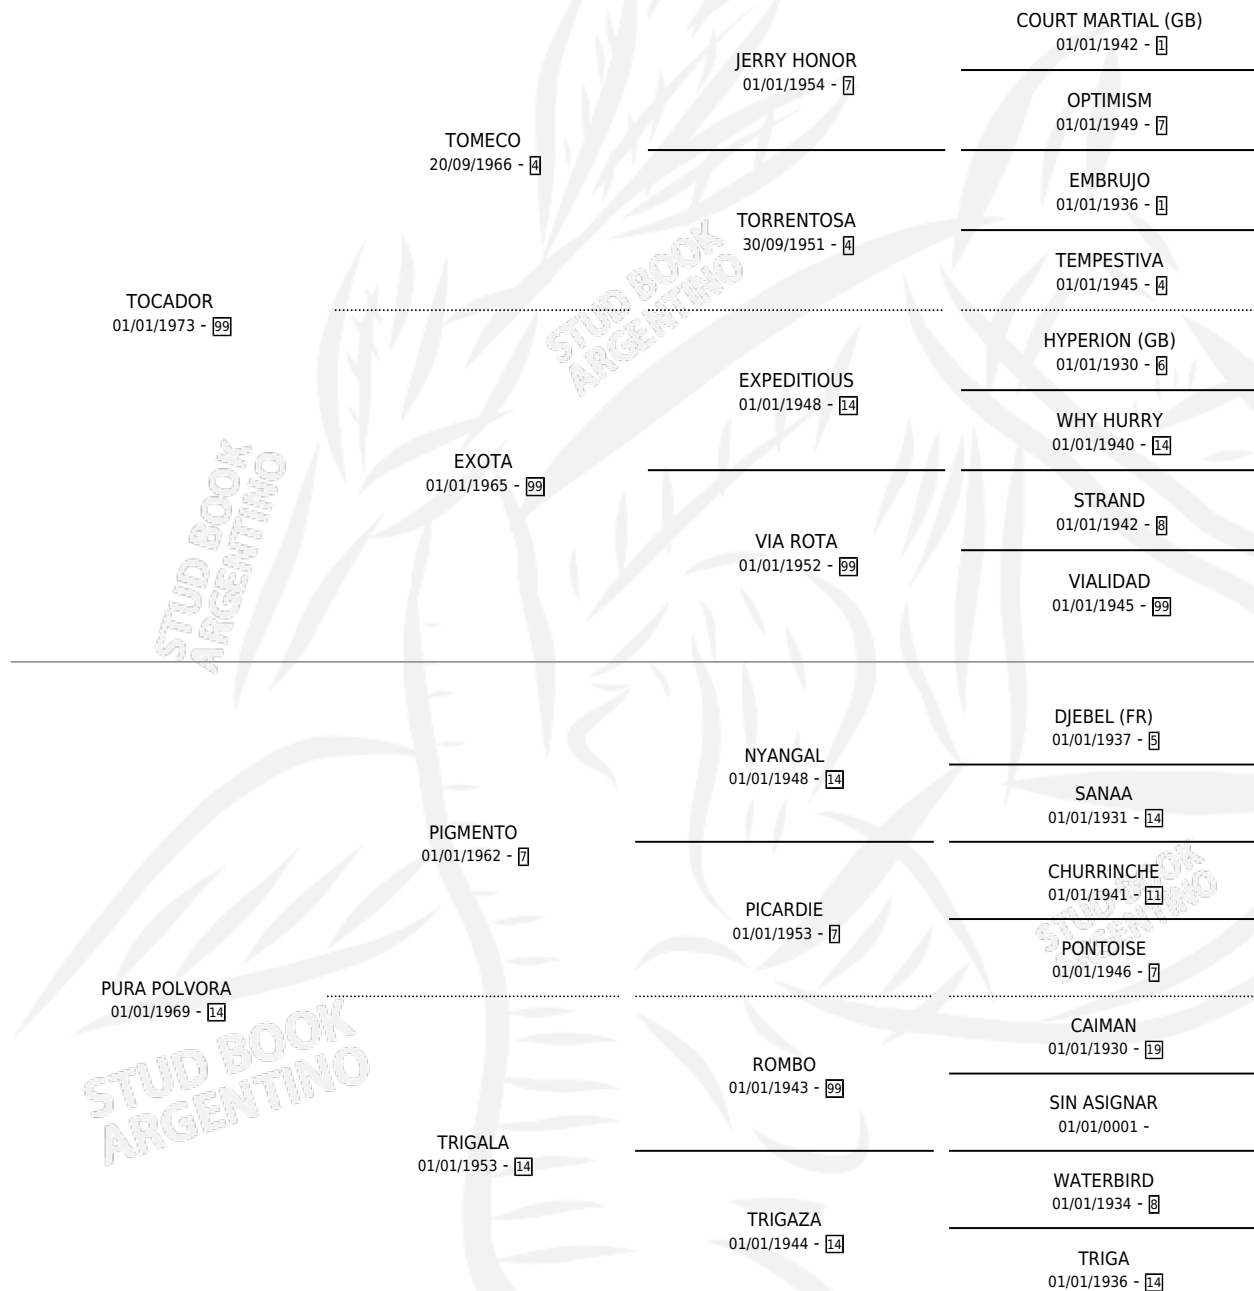 COURT MARTIAL (GB)
01/01/1942 - 1
JERRY HONOR
01/01/1954 - 7
OPTIMISM
01/01/1949 - 7
TOMECO
20/09/1966 - 4
EMBRUJO
01/01/1936 - 1
TORRENTOSA
30/09/1951 - 4
TEMPESTIVA
01/01/1945 - 4
TOCADOR
01/01/1973 - 99
STUD BOOK
ARGENTINO
HYPERION (GB)
01/01/1930 - 6
EXPEDITIOUS
01/01/1948 - 14
WHY HURRY
01/01/1940 - 14
EXOTA
01/01/1965 - 99
STRAND
01/01/1942 - 8
VIA ROTA
01/01/1952 - 99
VIALIDAD
01/01/1945 - 99
STUD BOOK
ARGENTINO
DJEBEL (FR)
01/01/1937 - 5
NYANGAL
01/01/1948 - 14
SANAA
01/01/1931 - 14
PIGMENTO
01/01/1962 - 7
CHURRINCHE
01/01/1941 - 11
PICARDIE
01/01/1953 - 7
STUD BOOK
ARGENTINO
PONTOISE
01/01/1946 - 7
PURA POLVORA
01/01/1969 - 14
CAIMAN
01/01/1930 - 19
ROMBO
01/01/1943 - 99
SIN ASIGNAR
01/01/0001 -
STUD BOOK
ARGENTINO
TRIGALA
01/01/1953 - 14
WATERBIRD
01/01/1934 - 8
TRIGAZA
01/01/1944 - 14
TRIGA
01/01/1936 - 14